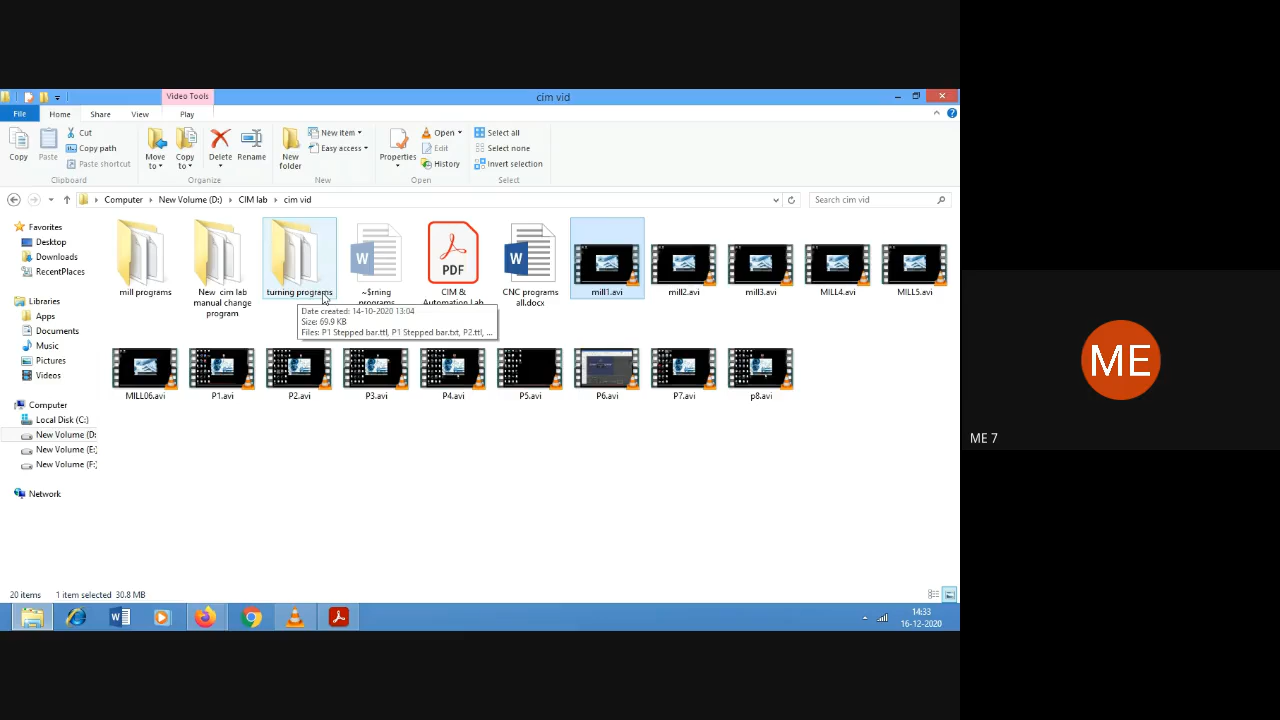 Video Tools
cim vid
File
Home
Share
View
Play
Copy
Paste
Cut
Copy path
Paste shortcut
Clipboard
Move to
Copy to
Delete
Rename
Organize
New folder
New item
Easy access
New
Properties
Open
Edit
History
Open
Select all
Select none
Invert selection
Select
Computer
New Volume (D:)
CIM lab
cim vid
Search cim vid
Favorites
Desktop
Downloads
RecentPlaces
Libraries
Apps
Documents
Music
Pictures
Videos
Computer
Local Disk (C:)
New Volume (D:
New Volume (E:
New Volume (F:
Network
mill programs
New cim lab
manual change
program
turning programs
~$rning
programs
PDF
CIM &
Automation Lab
CNC programs
all.docx
mill1.avi
mill2.avi
mill3.avi
MILL4.avi
MILL5.avi
Date created: 14-10-2020 13:04
Size: 69.9 KB
Files: P1 Stepped bar.ttl, P1 Stepped bar.txt, P2.ttl, ...
MILL06.avi
P1.avi
P2.avi
P3.avi
P4.avi
P5.avi
P6.avi
P7.avi
p8.avi
20 items
1 item selected 30.8 MB
14:33
16-12-2020
ME
ME 7